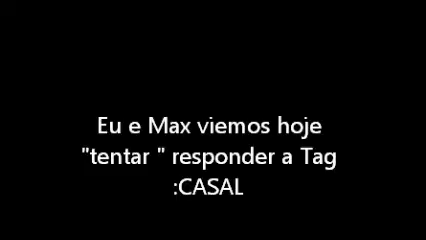 Eu e Max viemos hoje
"tentar " responder a Tag
:CASAL